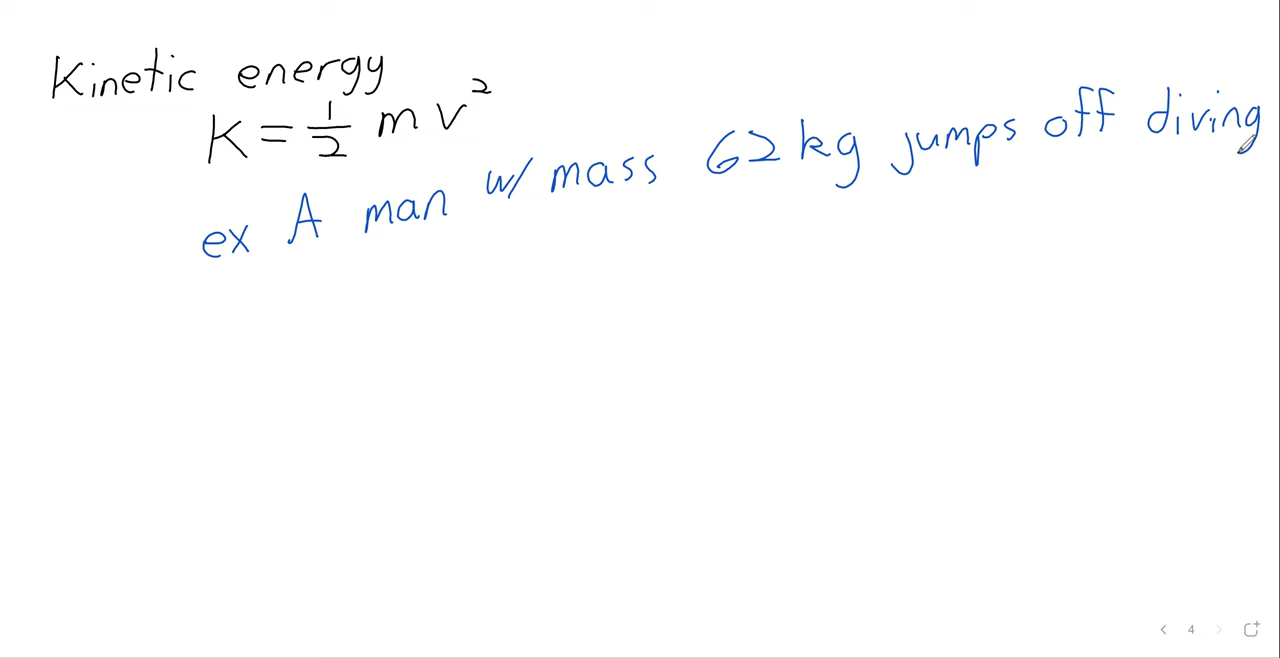 Kinetic energy
K = 1/2 m v²
ex A man w/ mass 62 kg jumps off diving
4